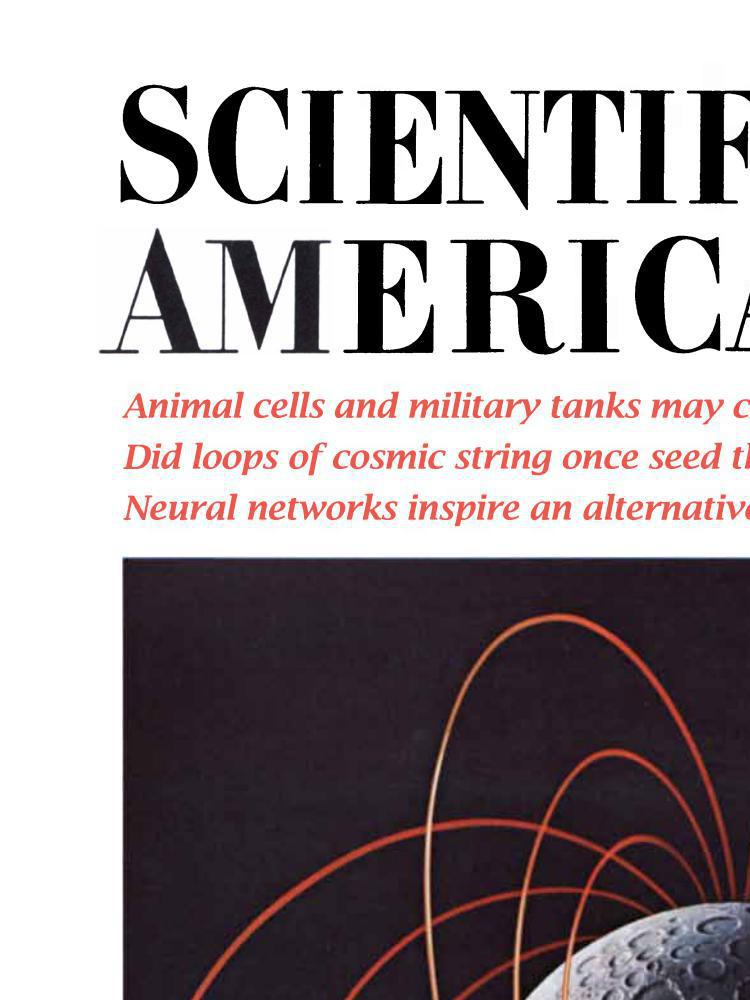 SCIENTIF
AMERICA
Animal cells and military tanks may c
Did loops of cosmic string once seed th
Neural networks inspire an alternative